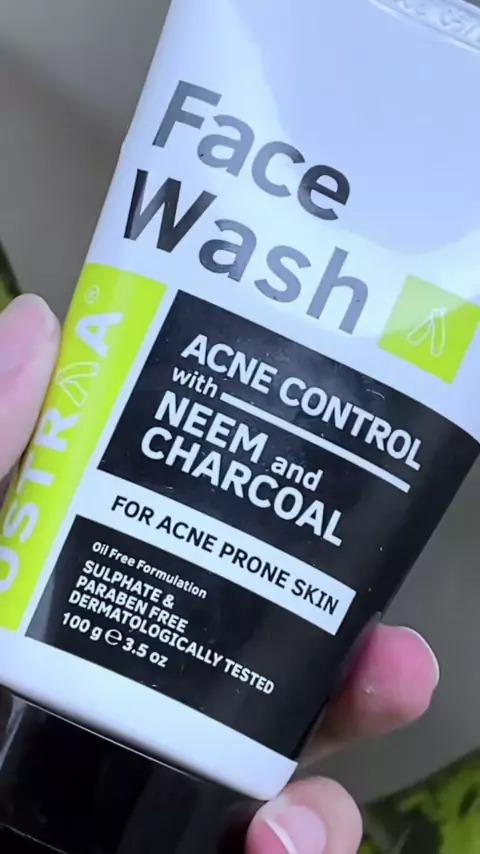 Face
Wash
USTRAA®
ACNE CONTROL
with
NEEM and
CHARCOAL
FOR ACNE PRONE SKIN
Oil Free Formulation
SULPHATE &
PARABEN FREE
DERMATOLOGICALLY TESTED
100 g ℮ 3.5 oz